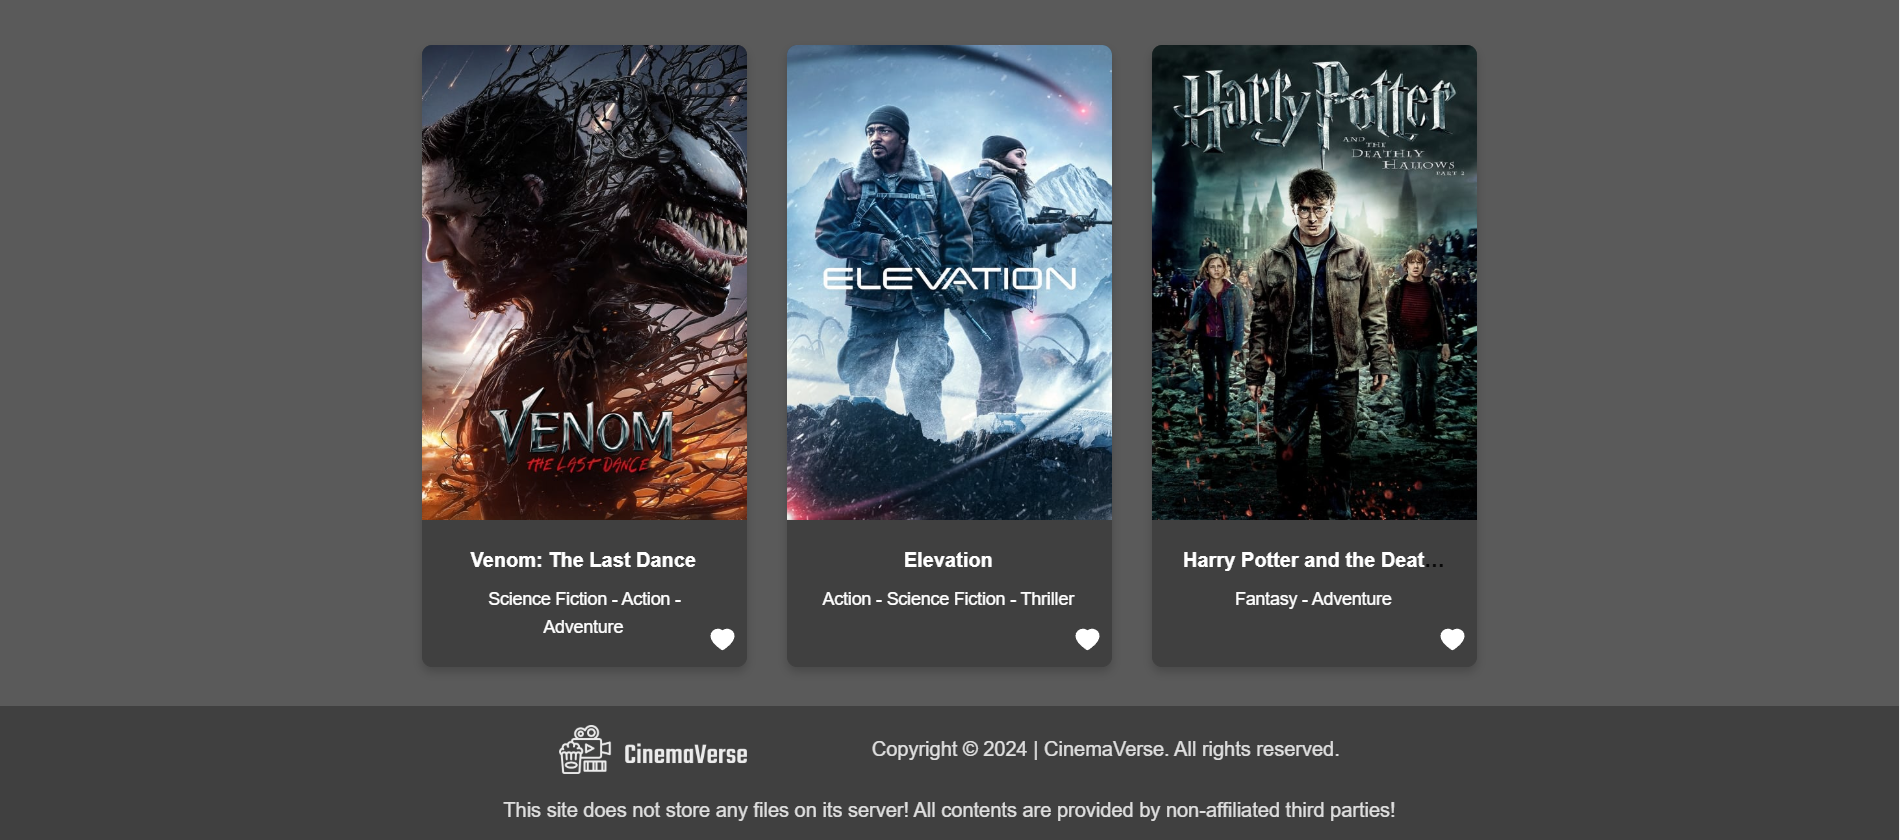 VENOM
THE LAST DANCE
ELEVATION
Harry Potter
AND THE
DEATHLY
HALLOWS
PART 2
Venom: The Last Dance
Science Fiction - Action -
Adventure
Elevation
Action - Science Fiction - Thriller
Harry Potter and the Deat...
Fantasy - Adventure
CinemaVerse
Copyright © 2024 | CinemaVerse. All rights reserved.
This site does not store any files on its server! All contents are provided by non-affiliated third parties!